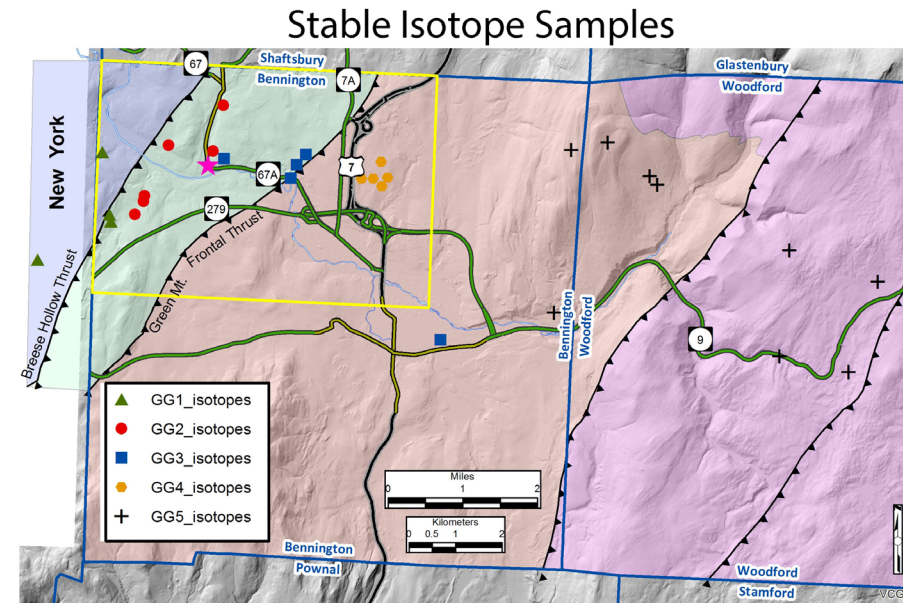 Stable Isotope Samples
67
Shaftsbury
Bennington
7A
Glastenbury
Woodford
New York
7
67A
279
Frontal Thrust
Green Mt.
Breese Hollow Thrust
Bennington
Woodford
9
GG1_isotopes
GG2_isotopes
GG3_isotopes
GG4_isotopes
GG5_isotopes
Miles
0 1 2
Kilometers
0 0.5 1 2
Bennington
Pownal
Woodford
Stamford
VCG